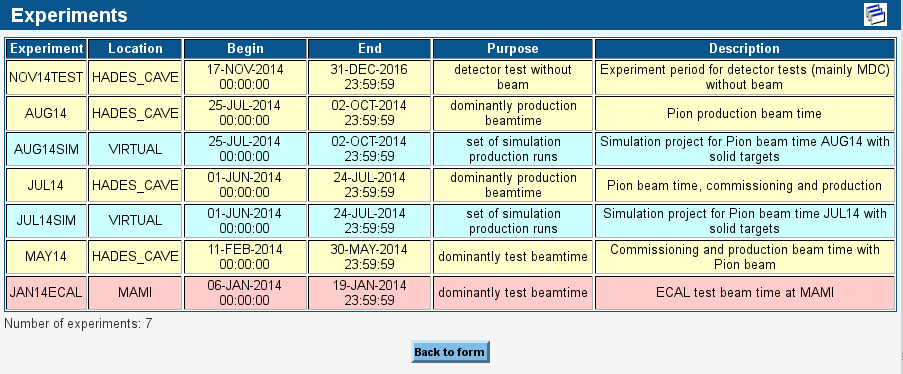 Experiments
Experiment Location Begin End Purpose Description
NOV14TEST HADES_CAVE 17-NOV-2014 00:00:00 31-DEC-2016 23:59:59 detector test without beam Experiment period for detector tests (mainly MDC) without beam
AUG14 HADES_CAVE 25-JUL-2014 00:00:00 02-OCT-2014 23:59:59 dominantly production beamtime Pion production beam time
AUG14SIM VIRTUAL 25-JUL-2014 00:00:00 02-OCT-2014 23:59:59 set of simulation production runs Simulation project for Pion beam time AUG14 with solid targets
JUL14 HADES_CAVE 01-JUN-2014 00:00:00 24-JUL-2014 23:59:59 dominantly production beamtime Pion beam time, commissioning and production
JUL14SIM VIRTUAL 01-JUN-2014 00:00:00 24-JUL-2014 23:59:59 set of simulation production runs Simulation project for Pion beam time JUL14 with solid targets
MAY14 HADES_CAVE 11-FEB-2014 00:00:00 30-MAY-2014 23:59:59 dominantly test beamtime Commissioning and production beam time with Pion beam
JAN14ECAL MAMI 06-JAN-2014 00:00:00 19-JAN-2014 23:59:59 dominantly test beamtime ECAL test beam time at MAMI
Number of experiments: 7
Back to form